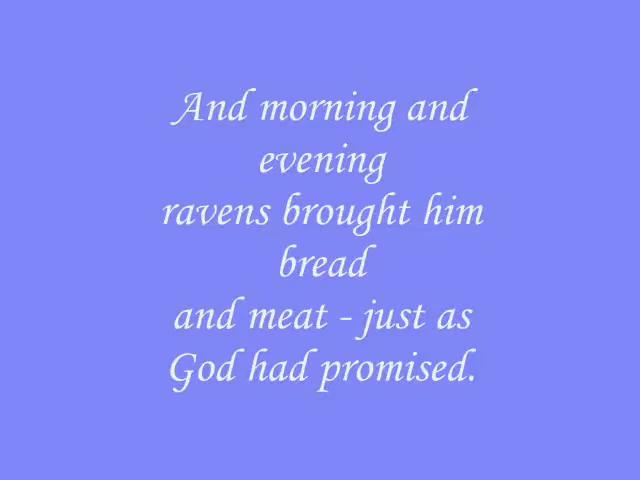 And morning and
evening
ravens brought him
bread
and meat - just as
God had promised.